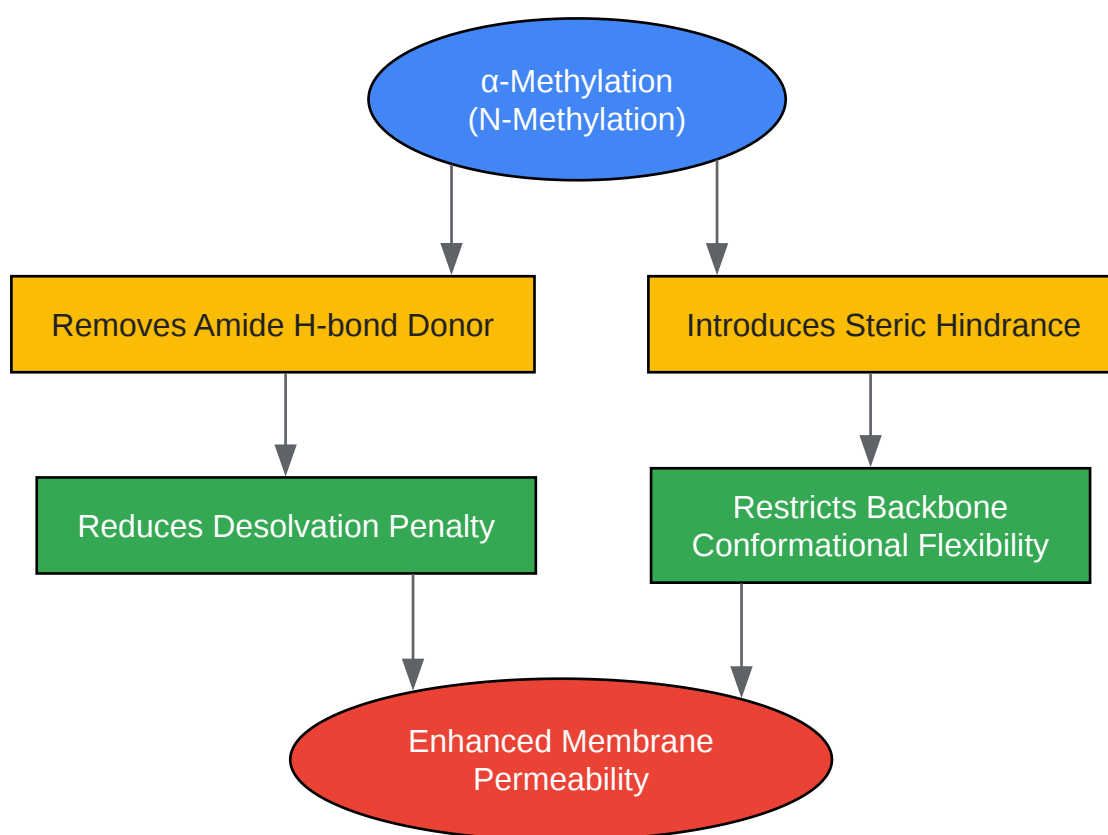 α-Methylation
(N-Methylation)
Removes Amide H-bond Donor
Introduces Steric Hindrance
Reduces Desolvation Penalty
Restricts Backbone
Conformational Flexibility
Enhanced Membrane
Permeability